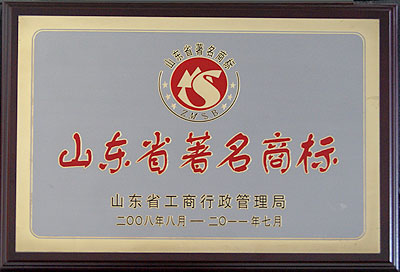 山东省著名商标
ZMSB
山东省著名商标
山东省工商行政管理局
二〇〇八年八月一二〇一一年七月